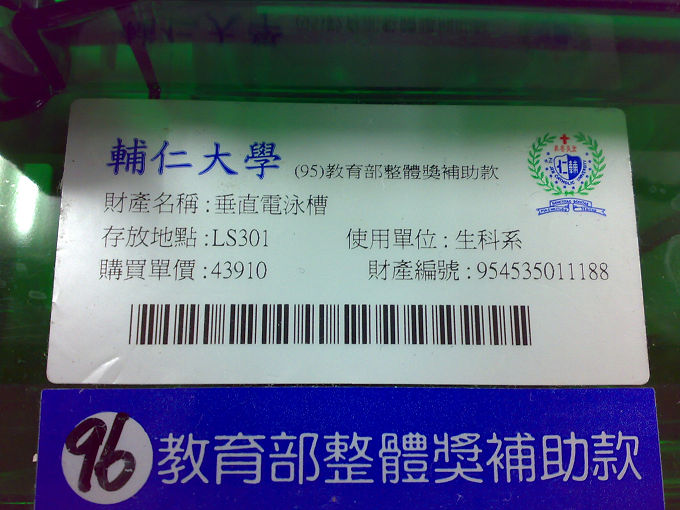 輔仁大學 (95)教育部整體獎補助款
財產名稱:垂直電泳槽
存放地點:LS301 使用單位:生科系
購買單價:43910 財產編號:954535011188
96 教育部整體獎補助款